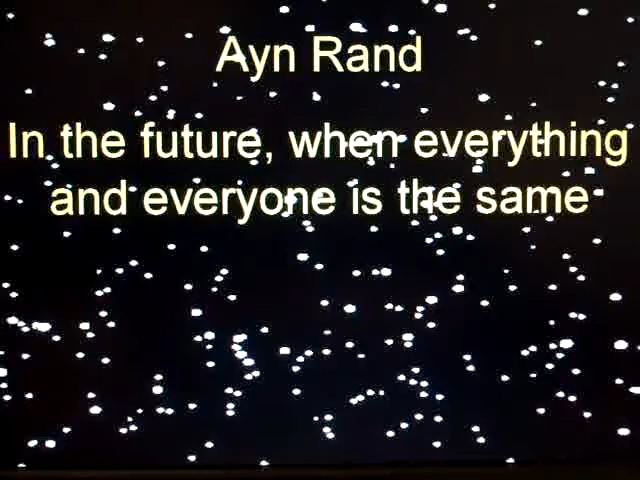 Ayn Rand
In the future, when everything
and everyone is the same